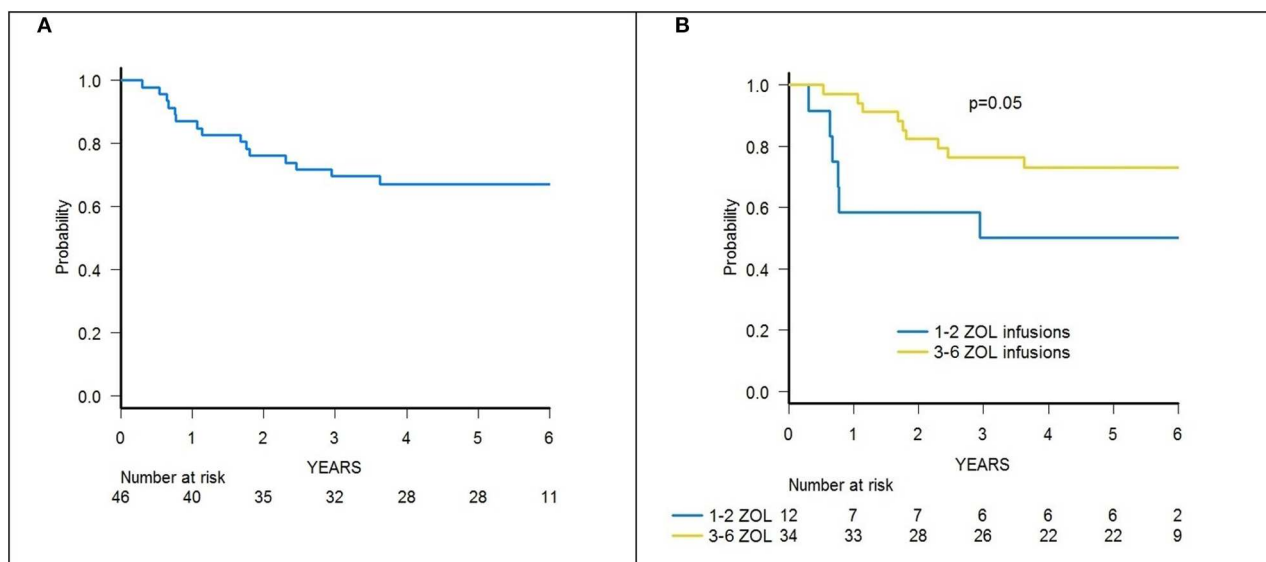 A
1.0
0.8
0.6
0.4
0.2
0.0
Probability
0 1 2 3 4 5 6
YEARS
Number at risk
46 40 35 32 28 28 11
B
1.0
0.8
0.6
0.4
0.2
0.0
Probability
p=0.05
1-2 ZOL infusions
3-6 ZOL infusions
0 1 2 3 4 5 6
YEARS
Number at risk
1-2 ZOL 12 7 7 6 6 6 2
3-6 ZOL 34 33 28 26 22 22 9